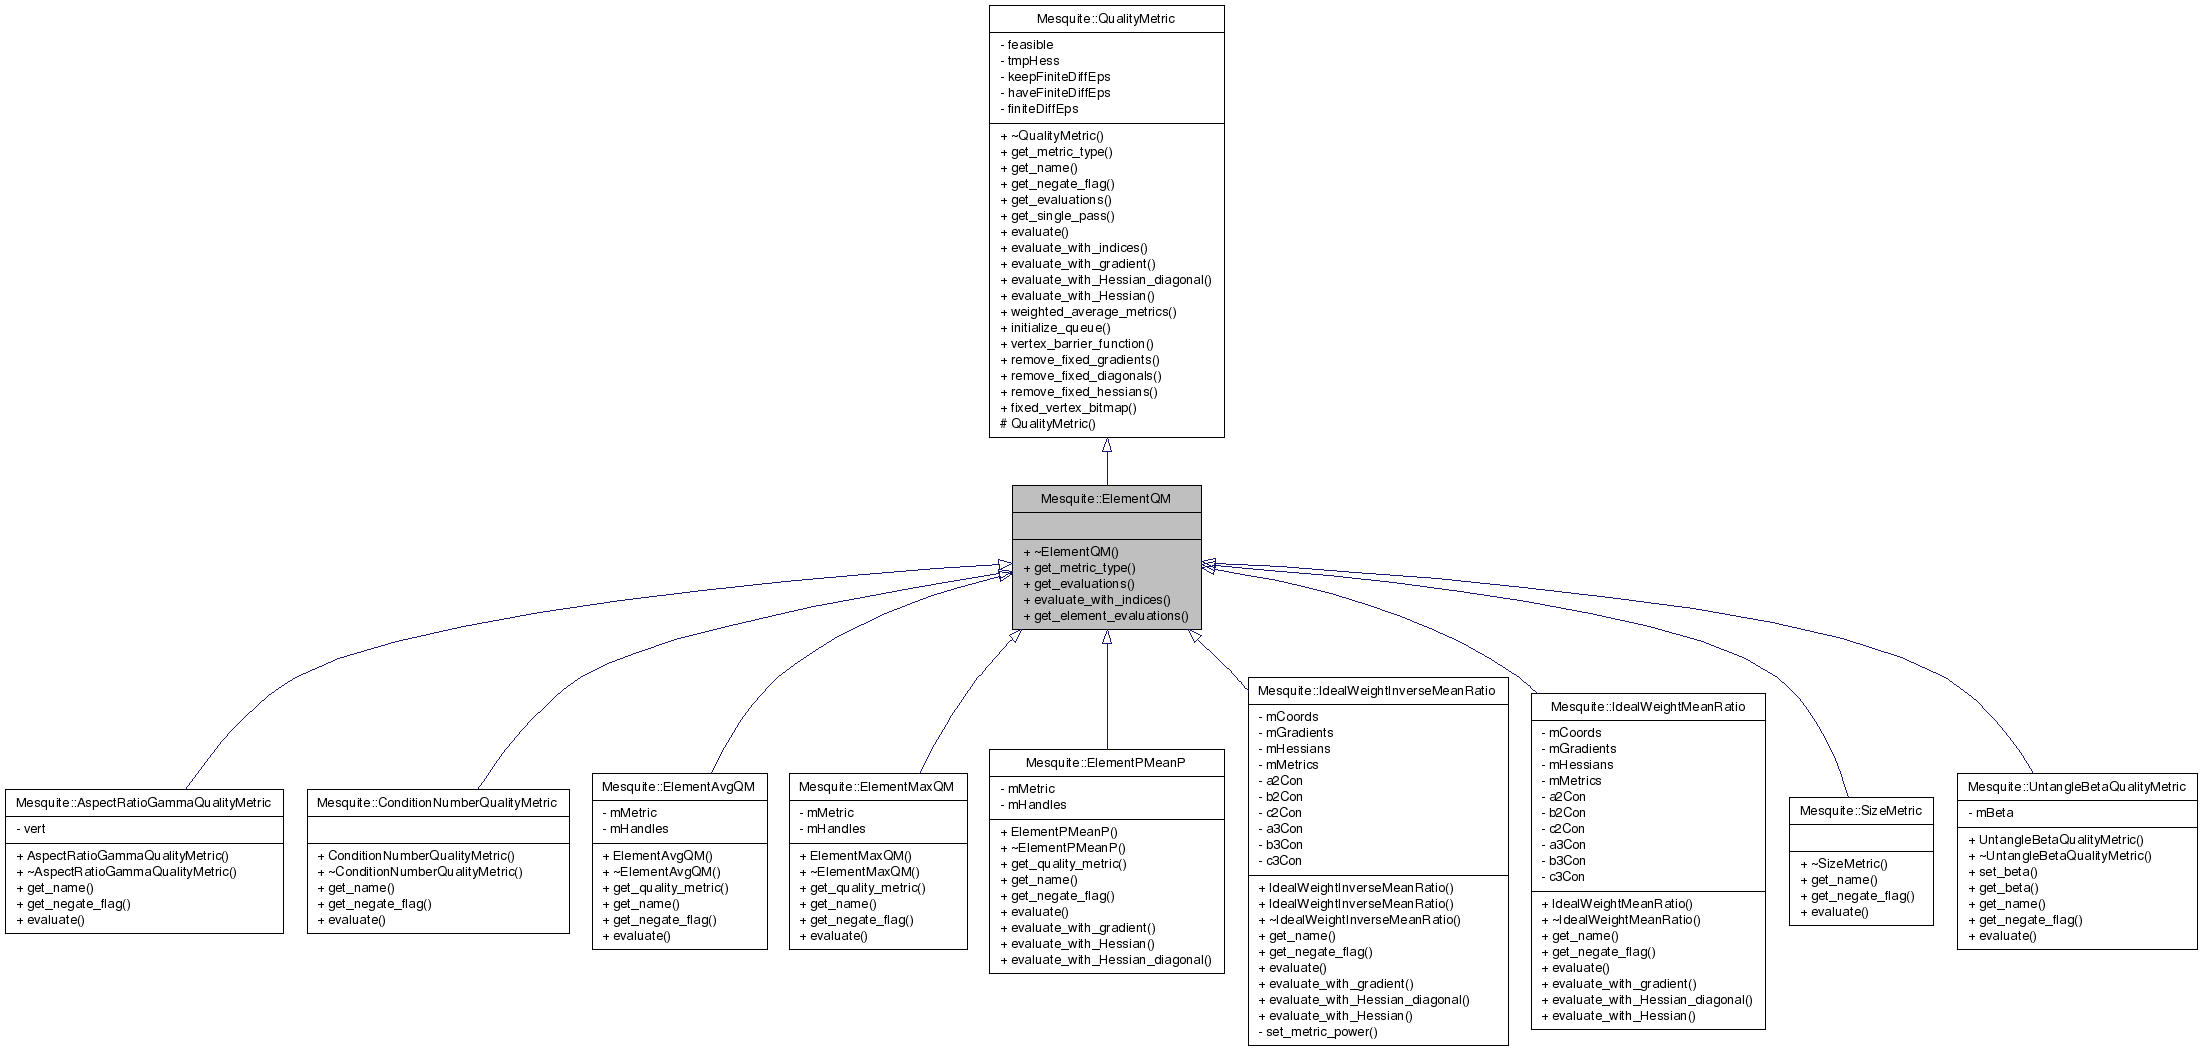 Mesquite::QualityMetric
- feasible
- tmpHess
- keepFiniteDiffEps
- haveFiniteDiffEps
- finiteDiffEps
+ ~QualityMetric()
+ get_metric_type()
+ get_name()
+ get_negate_flag()
+ get_evaluations()
+ get_single_pass()
+ evaluate()
+ evaluate_with_indices()
+ evaluate_with_gradient()
+ evaluate_with_Hessian_diagonal()
+ evaluate_with_Hessian()
+ weighted_average_metrics()
+ initialize_queue()
+ vertex_barrier_function()
+ remove_fixed_gradients()
+ remove_fixed_diagonals()
+ remove_fixed_hessians()
+ fixed_vertex_bitmap()
# QualityMetric()
Mesquite::ElementQM
+ ~ElementQM()
+ get_metric_type()
+ get_evaluations()
+ evaluate_with_indices()
+ get_element_evaluations()
Mesquite::AspectRatioGammaQualityMetric
- vert
+ AspectRatioGammaQualityMetric()
+ ~AspectRatioGammaQualityMetric()
+ get_name()
+ get_negate_flag()
+ evaluate()
Mesquite::ConditionNumberQualityMetric
+ ConditionNumberQualityMetric()
+ ~ConditionNumberQualityMetric()
+ get_name()
+ get_negate_flag()
+ evaluate()
Mesquite::ElementAvgQM
- mMetric
- mHandles
+ ElementAvgQM()
+ ~ElementAvgQM()
+ get_quality_metric()
+ get_name()
+ get_negate_flag()
+ evaluate()
Mesquite::ElementMaxQM
- mMetric
- mHandles
+ ElementMaxQM()
+ ~ElementMaxQM()
+ get_quality_metric()
+ get_name()
+ get_negate_flag()
+ evaluate()
Mesquite::ElementPMeanP
- mMetric
- mHandles
+ ElementPMeanP()
+ ~ElementPMeanP()
+ get_quality_metric()
+ get_name()
+ get_negate_flag()
+ evaluate()
+ evaluate_with_gradient()
+ evaluate_with_Hessian()
+ evaluate_with_Hessian_diagonal()
Mesquite::IdealWeightInverseMeanRatio
- mCoords
- mGradients
- mHessians
- mMetrics
- a2Con
- b2Con
- c2Con
- a3Con
- b3Con
- c3Con
+ IdealWeightInverseMeanRatio()
+ IdealWeightInverseMeanRatio()
+ ~IdealWeightInverseMeanRatio()
+ get_name()
+ get_negate_flag()
+ evaluate()
+ evaluate_with_gradient()
+ evaluate_with_Hessian_diagonal()
+ evaluate_with_Hessian()
- set_metric_power()
Mesquite::IdealWeightMeanRatio
- mCoords
- mGradients
- mHessians
- mMetrics
- a2Con
- b2Con
- c2Con
- a3Con
- b3Con
- c3Con
+ IdealWeightMeanRatio()
+ ~IdealWeightMeanRatio()
+ get_name()
+ get_negate_flag()
+ evaluate()
+ evaluate_with_gradient()
+ evaluate_with_Hessian_diagonal()
+ evaluate_with_Hessian()
Mesquite::SizeMetric
+ ~SizeMetric()
+ get_name()
+ get_negate_flag()
+ evaluate()
Mesquite::UntangleBetaQualityMetric
- mBeta
+ UntangleBetaQualityMetric()
+ ~UntangleBetaQualityMetric()
+ set_beta()
+ get_beta()
+ get_name()
+ get_negate_flag()
+ evaluate()